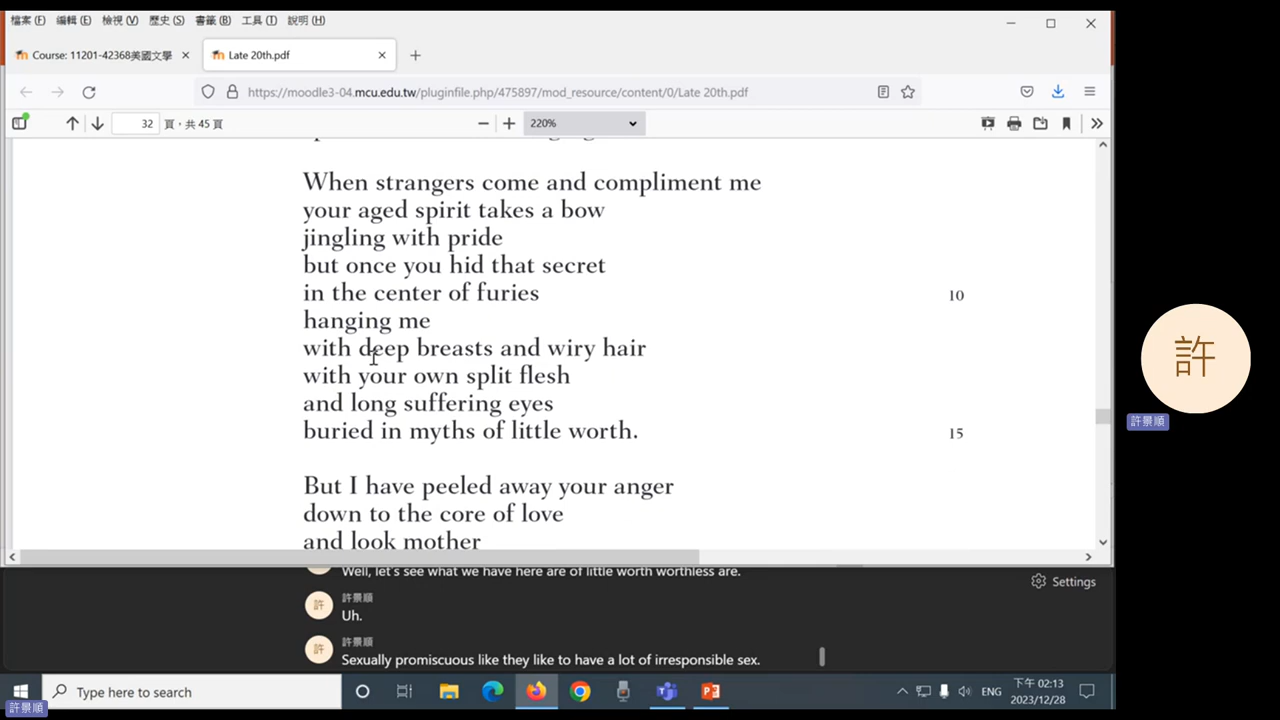 檔案 (F) 編輯 (E) 檢視 (V) 歷史 (S) 書籤 (B) 工具 (T) 說明 (H)
Course: 11201-42368美國文學
Late 20th.pdf
https://moodle3-04.mcu.edu.tw/pluginfile.php/475897/mod_resource/content/0/Late 20th.pdf
32 頁，共 45 頁
220%
When strangers come and compliment me
your aged spirit takes a bow
jingling with pride
but once you hid that secret
in the center of furies 10
hanging me
with deep breasts and wiry hair
with your own split flesh
and long suffering eyes
buried in myths of little worth. 15
But I have peeled away your anger
down to the core of love
and look mother
許
許景順
Well, let's see what we have here are of little worth worthless are.
Settings
許 許景順
Uh.
許 許景順
Sexually promiscuous like they like to have a lot of irresponsible sex.
Type here to search
ENG
下午 02:13
2023/12/28
許景順